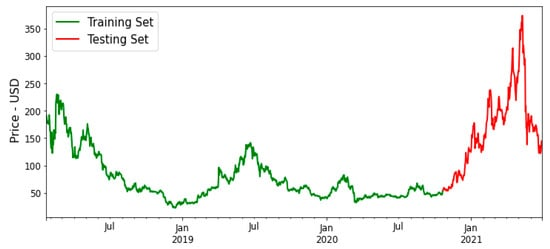 Training Set
Testing Set
Price - USD
350
300
250
200
150
100
50
Jul
Jan
2019
Jul
Jan
2020
Jul
Jan
2021